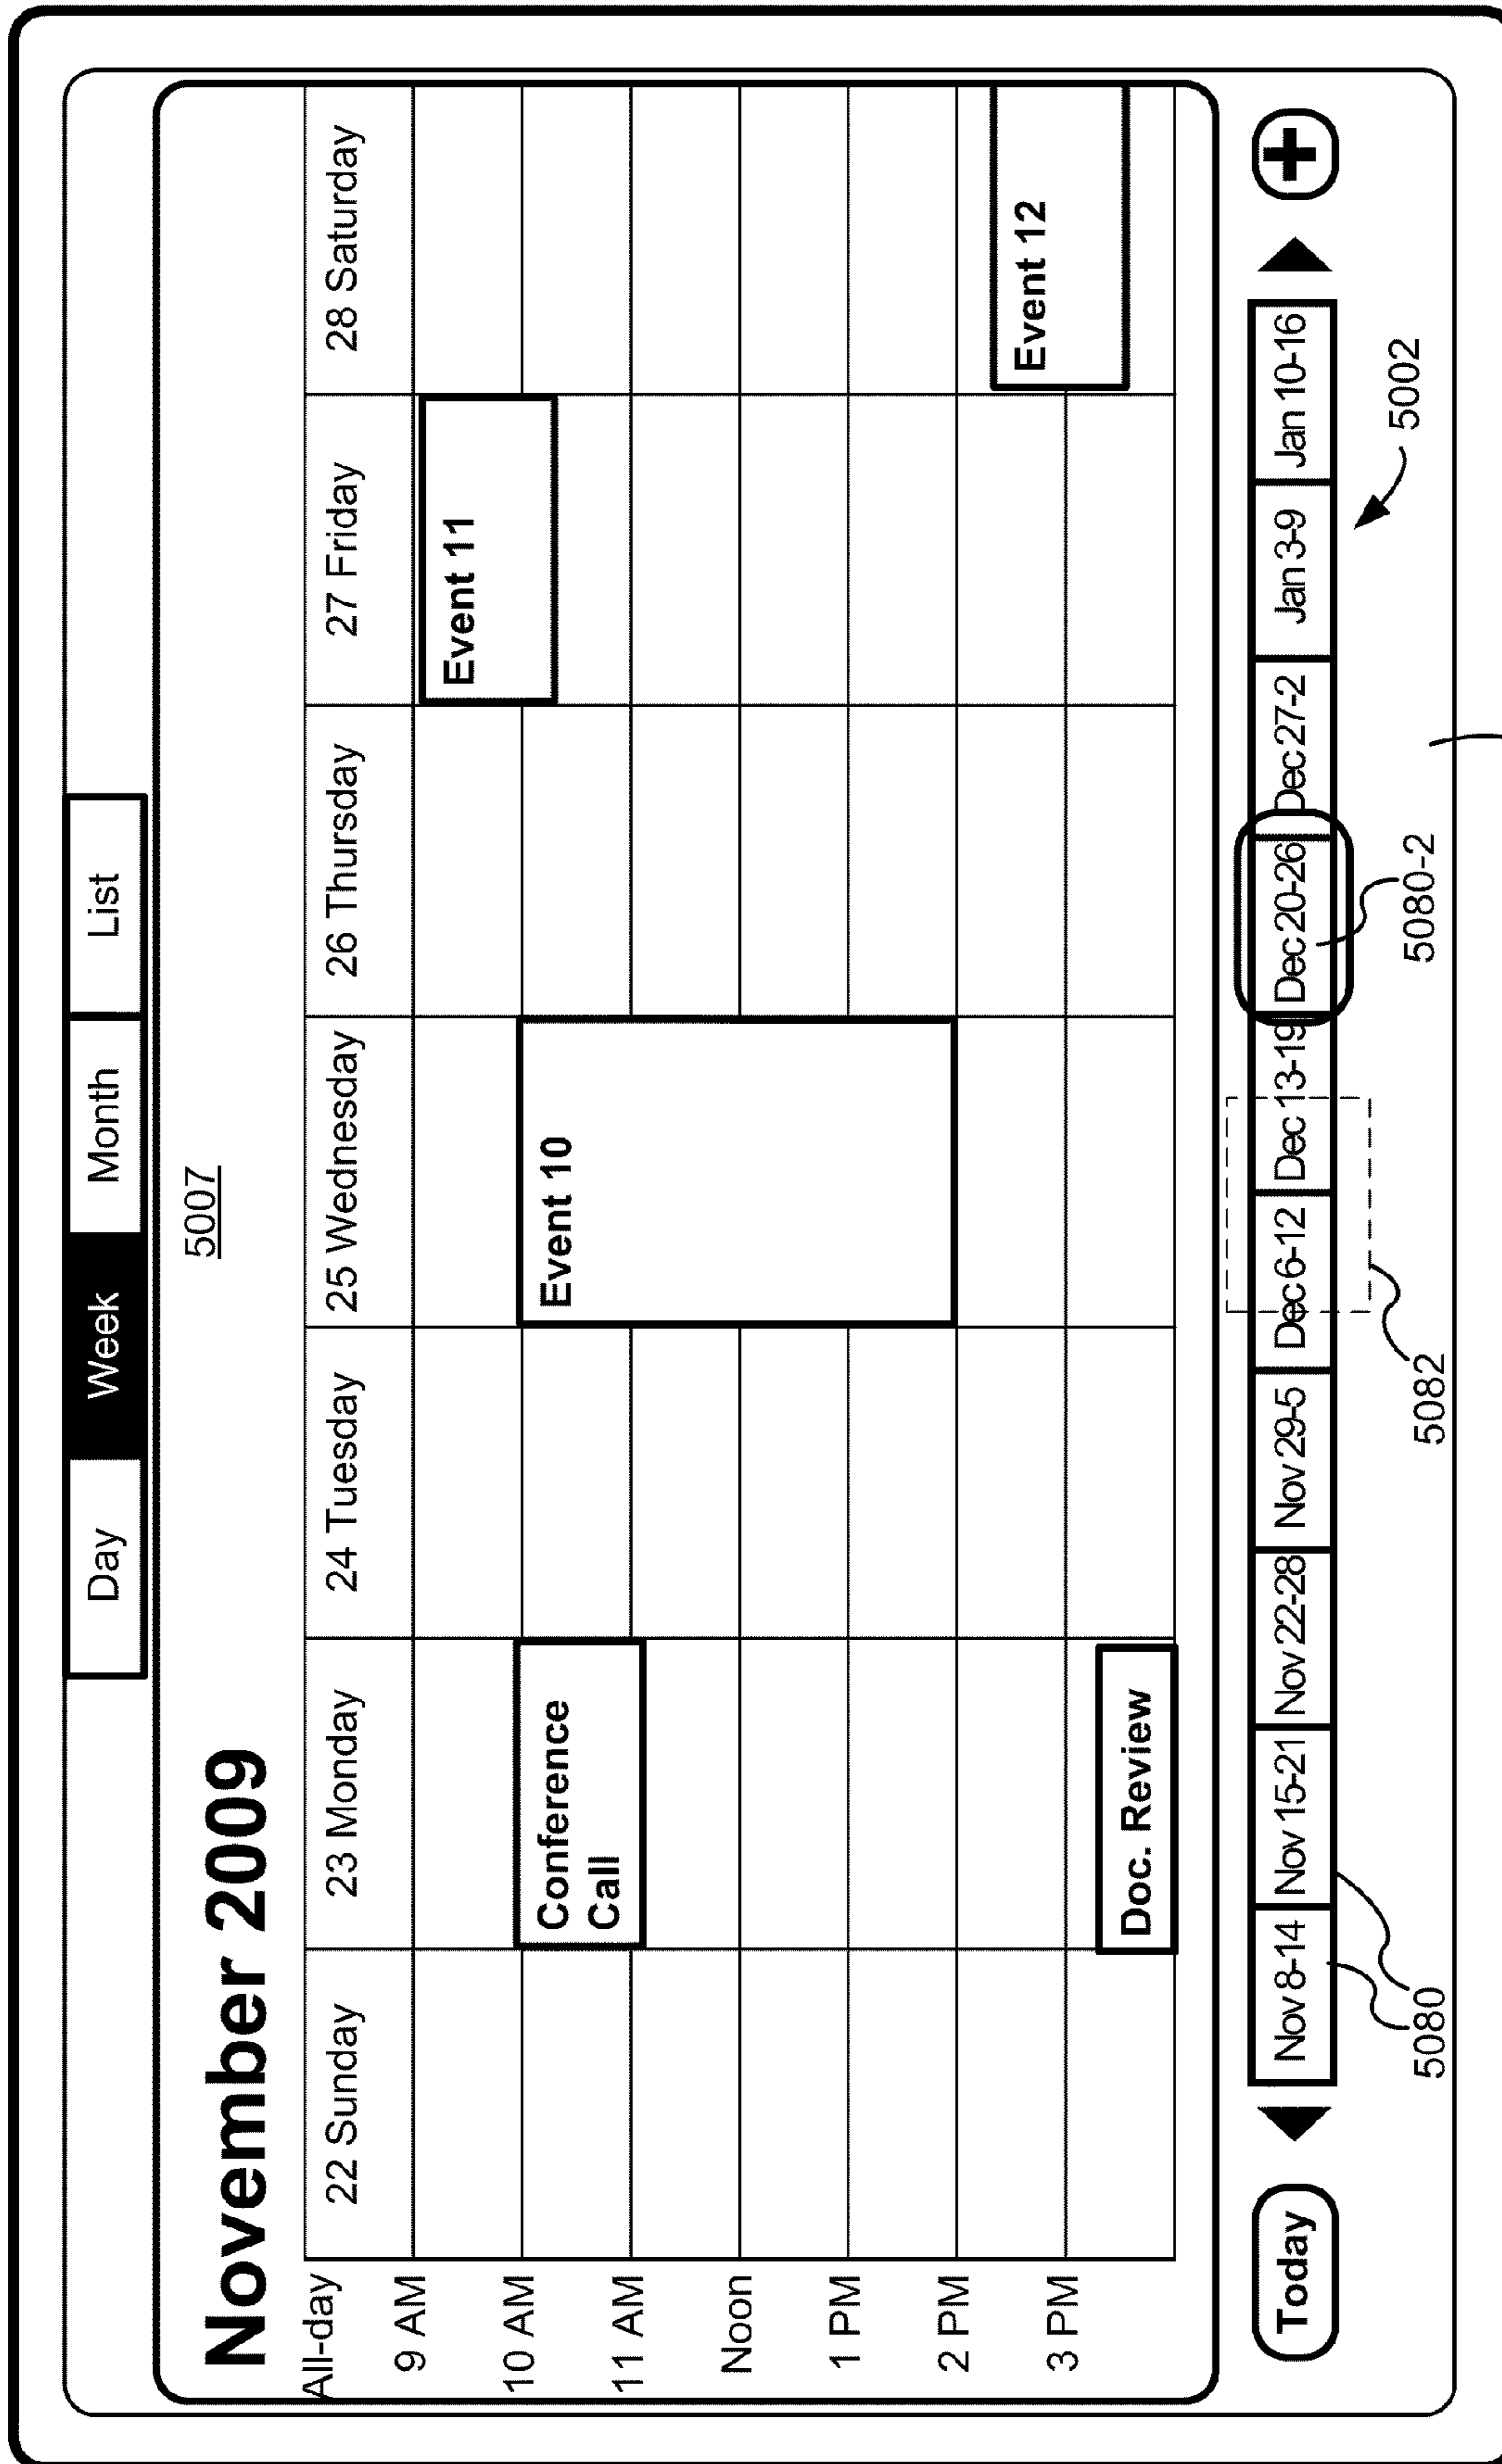 Day Week Month List
5007
November 2009
All-day 22 Sunday 23 Monday 24 Tuesday 25 Wednesday 26 Thursday 27 Friday 28 Saturday
9 AM
Event 11
10 AM
Conference
Call
Event 10
11 AM
Noon
1 PM
2 PM
Event 12
3 PM
Doc. Review
Today Nov 8-14 Nov 15-21 Nov 22-28 Nov 29-5 Dec 6-12 Dec 13-19 Dec 20-26 Dec 27-2 Jan 3-9 Jan 10-16
5002
5080 5082 5080-2